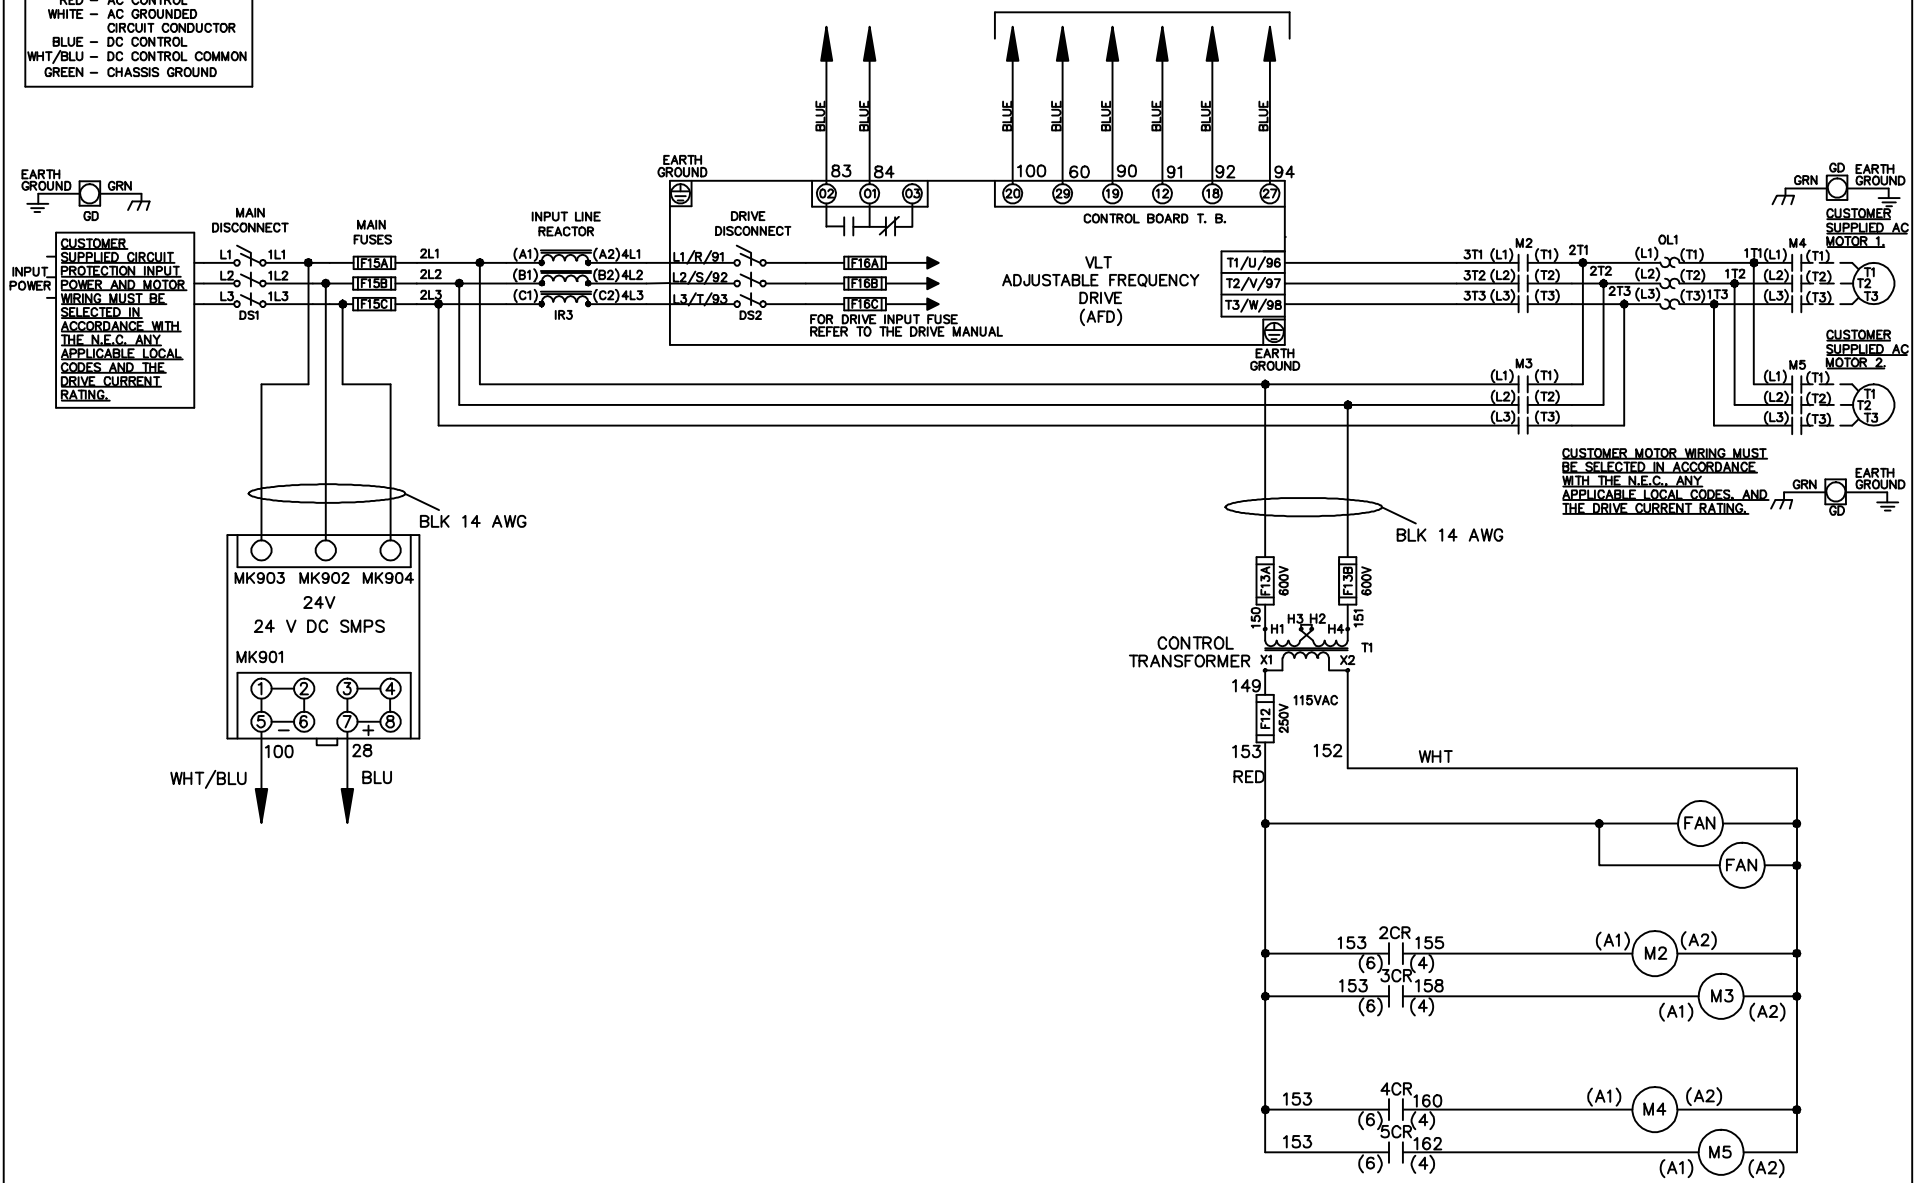 RED – AC CONTROL
WHITE – AC GROUNDED
CIRCUIT CONDUCTOR
BLUE – DC CONTROL
WHT/BLU – DC CONTROL COMMON
GREEN – CHASSIS GROUND
BLUE
BLUE
BLUE
BLUE
BLUE
BLUE
BLUE
BLUE
83
84
100
60
90
91
92
94
02
01
03
20
29
19
12
18
27
CONTROL BOARD T. B.
EARTH
GROUND
GRN
GD
INPUT
POWER
CUSTOMER
SUPPLIED CIRCUIT
PROTECTION INPUT
POWER AND MOTOR
WIRING MUST BE
SELECTED IN
ACCORDANCE WITH
THE N.E.C. ANY
APPLICABLE LOCAL
CODES AND THE
DRIVE CURRENT
RATING.
MAIN
DISCONNECT
L1 1L1
L2 1L2
L3 1L3
DS1
MAIN
FUSES
F15A
F15B
F15C
2L1
2L2
2L3
INPUT LINE
REACTOR
(A1) (A2) 4L1
(B1) (B2) 4L2
(C1) (C2) 4L3
IR3
EARTH
GROUND
DRIVE
DISCONNECT
L1/R/91
L2/S/92
L3/T/93
DS2
F16A
F16B
F16C
FOR DRIVE INPUT FUSE
REFER TO THE DRIVE MANUAL
VLT
ADJUSTABLE FREQUENCY
DRIVE
(AFD)
T1/U/96
T2/V/97
T3/W/98
EARTH
GROUND
M2
3T1 (L1) (T1) 2T1
3T2 (L2) (T2) 2T2
3T3 (L3) (T3) 2T3
OL1
(L1) (T1) 1T1
(L2) (T2) 1T2
(L3) (T3) 1T3
M4
(L1) (T1)
(L2) (T2)
(L3) (T3)
T1
T2
T3
GRN
GD
EARTH
GROUND
CUSTOMER
SUPPLIED AC
MOTOR 1.
CUSTOMER
SUPPLIED AC
MOTOR 2.
M3
(L1) (T1)
(L2) (T2)
(L3) (T3)
M5
(L1) (T1)
(L2) (T2)
(L3) (T3)
T1
T2
T3
CUSTOMER MOTOR WIRING MUST
BE SELECTED IN ACCORDANCE
WITH THE N.E.C., ANY
APPLICABLE LOCAL CODES, AND
THE DRIVE CURRENT RATING.
GRN
GD
EARTH
GROUND
BLK 14 AWG
MK903 MK902 MK904
24V
24 V DC SMPS
MK901
1 2 3 4
5 – 6 7 + 8
100
28
WHT/BLU
BLU
BLK 14 AWG
F13A
600V
F13B
600V
150
151
H1 H3 H2 H4
T1
CONTROL
TRANSFORMER
X1 X2
149
115VAC
F12
250V
153
152
RED
WHT
FAN
FAN
2CR
153 155
(6) (4)
(A1) M2 (A2)
3CR
153 158
(6) (4)
(A1) M3 (A2)
4CR
153 160
(6) (4)
(A1) M4 (A2)
5CR
153 162
(6) (4)
(A1) M5 (A2)